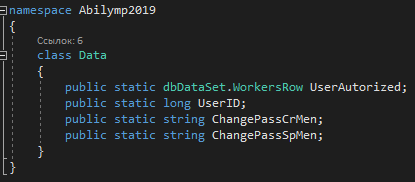 namespace Abilymp2019
{
Ссылок: 6
class Data
{
public static dbDataSet.WorkersRow UserAutorized;
public static long UserID;
public static string ChangePassCrMen;
public static string ChangePassSpMen;
}
}